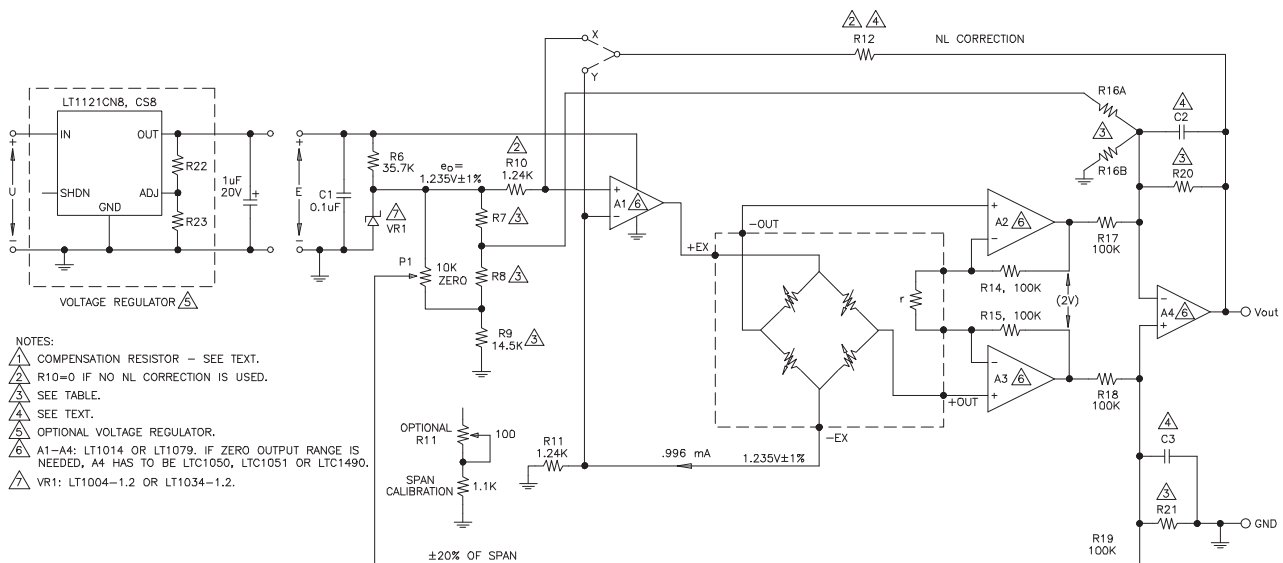 2 4
R12
NL CORRECTION
X
Y
LT1121CN8, CS8
IN
OUT
R22
SHDN
ADJ
GND
R23
U
+
−
1uF
20V
+
VOLTAGE REGULATOR 5
+
E
−
C1
0.1uF
R6
35.7K
eo=
1.235V±1%
2
R10
1.24K
7
VR1
R7 3
P1
10K
ZERO
R8 3
R9
14.5K 3
+
−
A1 6
R16A
3
R16B
4
C2
3
R20
−OUT
+EX
r
+
−
A2 6
R17
100K
R14, 100K
(2V)
R15, 100K
−
+
A3 6
R18
100K
−
+
A4 6
Vout
+OUT
−EX
1.235V±1%
.996 mA
R11
1.24K
OPTIONAL
R11
100
SPAN
CALIBRATION
1.1K
±20% OF SPAN
4
C3
3
R21
GND
R19
100K
NOTES:
1 COMPENSATION RESISTOR − SEE TEXT.
2 R10=0 IF NO NL CORRECTION IS USED.
3 SEE TABLE.
4 SEE TEXT.
5 OPTIONAL VOLTAGE REGULATOR.
6 A1−A4: LT1014 OR LT1079. IF ZERO OUTPUT RANGE IS
NEEDED, A4 HAS TO BE LTC1050, LTC1051 OR LTC1490.
7 VR1: LT1004−1.2 OR LT1034−1.2.